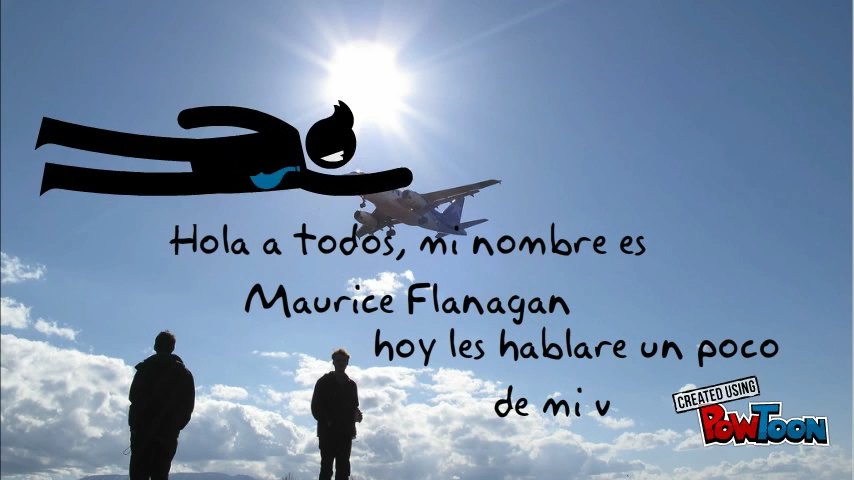 Hola a todos, mi nombre es
Maurice Flanagan
hoy les hablare un poco
de mi v
CREATED USING
POWTOON